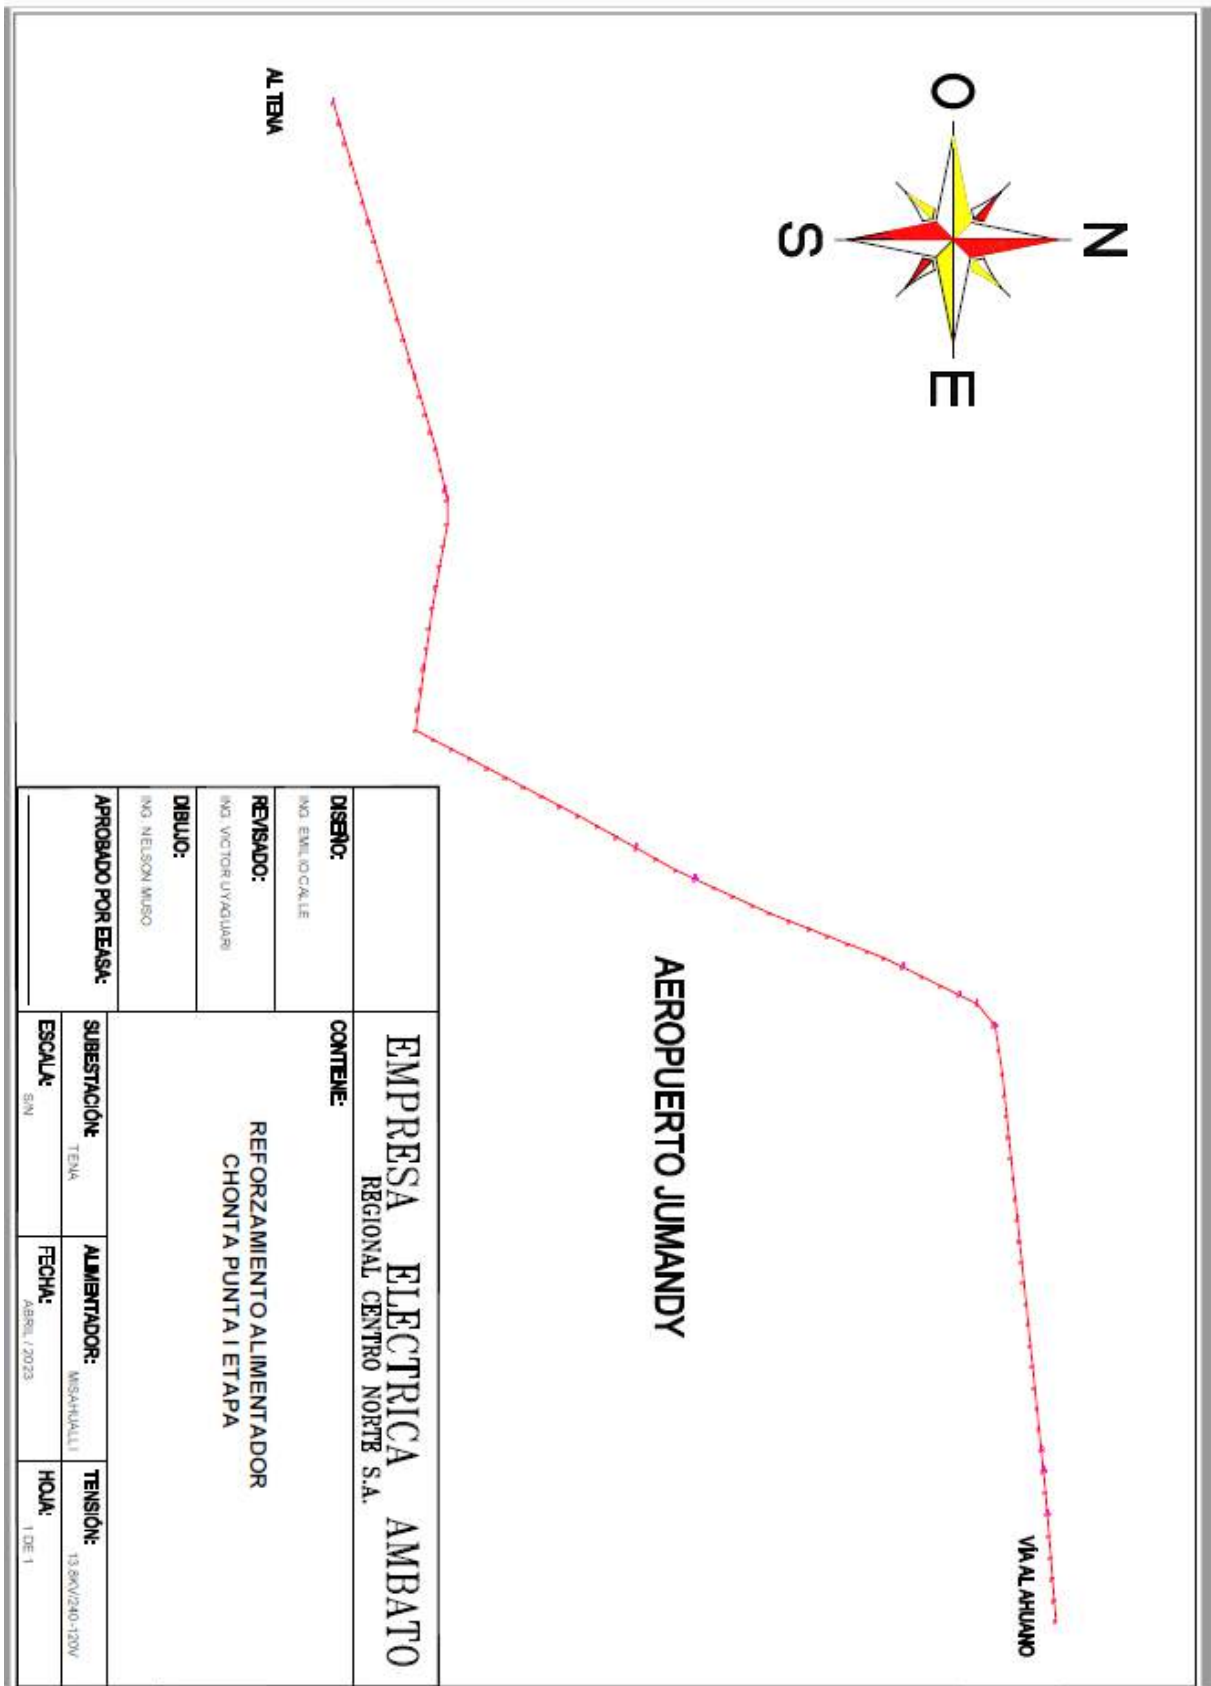 O
N
S
E
AL TENA
AEROPUERTO JUMANDY
VÍA AL AHUANO
EMPRESA ELECTRICA AMBATO
REGIONAL CENTRO NORTE S.A.
DISEÑO:
ING. EMILIO CALLE
REVISADO:
ING. VICTOR UYAGUARI
DIBUJO:
ING. NELSON MUSO
APROBADO POR EEASA:
CONTIENE:
REFORZAMIENTO ALIMENTADOR
CHONTA PUNTA I ETAPA
SUBESTACIÓN: TENA
ALIMENTADOR: MISAHUALLI
TENSIÓN: 13.8KV/240-120V
ESCALA: S/N
FECHA: ABRIL / 2023
HOJA: 1 DE 1